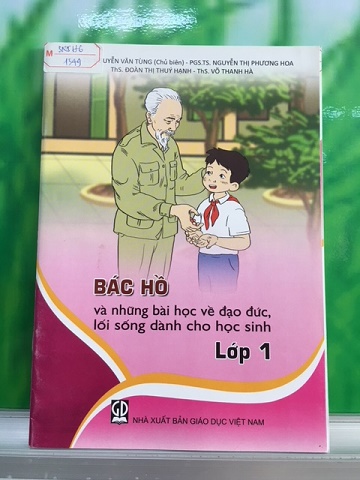 M
UYỄN VĂN TÙNG (Chủ biên) - PGS.TS. NGUYỄN THỊ PHƯƠNG HOA
ThS. ĐOÀN THỊ THUÝ HẠNH - ThS. VÕ THANH HÀ
BÁC HỒ
và những bài học về đạo đức,
lối sống dành cho học sinh
Lớp 1
GD
NHÀ XUẤT BẢN GIÁO DỤC VIỆT NAM